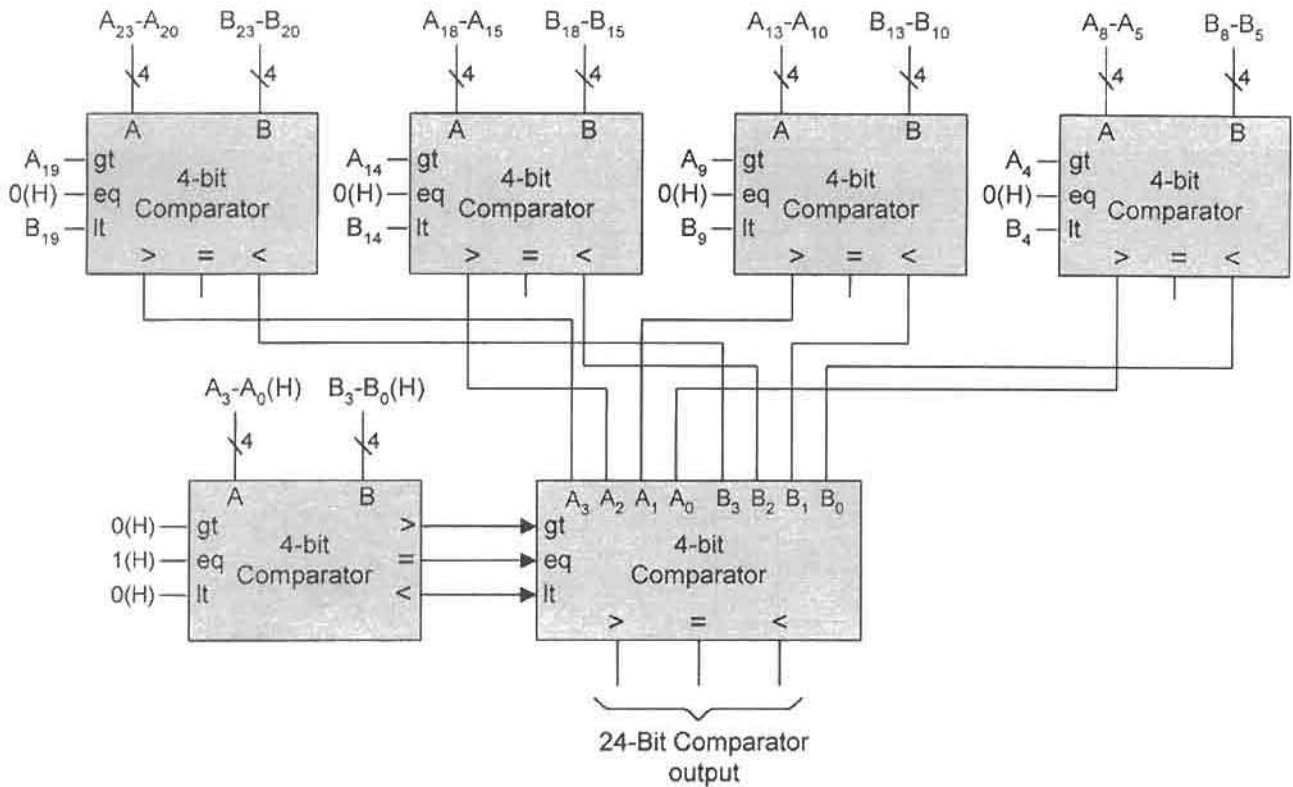 A₂₃-A₂₀ B₂₃-B₂₀ A₁₈-A₁₅ B₁₈-B₁₅ A₁₃-A₁₀ B₁₃-B₁₀ A₈-A₅ B₈-B₅
4 4 4 4 4 4 4 4
A B A B A B A B
A₁₉ gt A₁₄ gt A₉ gt A₄ gt
4-bit 4-bit 4-bit 4-bit
0(H) eq 0(H) eq 0(H) eq 0(H) eq
Comparator Comparator Comparator Comparator
B₁₉ lt B₁₄ lt B₉ lt B₄ lt
> = < > = < > = < > = <
A₃-A₀(H) B₃-B₀(H)
4 4
A B A₃ A₂ A₁ A₀ B₃ B₂ B₁ B₀
0(H) gt > gt
4-bit 4-bit
1(H) eq = eq
Comparator Comparator
0(H) lt < lt
> = <
24-Bit Comparator
output